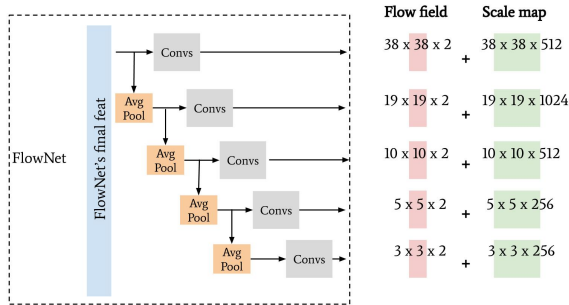 Flow field Scale map
FlowNet
FlowNet's final feat
Convs
38 x 38 x 2 + 38 x 38 x 512
Avg Pool
Convs
19 x 19 x 2 + 19 x 19 x 1024
Avg Pool
Convs
10 x 10 x 2 + 10 x 10 x 512
Avg Pool
Convs
5 x 5 x 2 + 5 x 5 x 256
Avg Pool
Convs
3 x 3 x 2 + 3 x 3 x 256